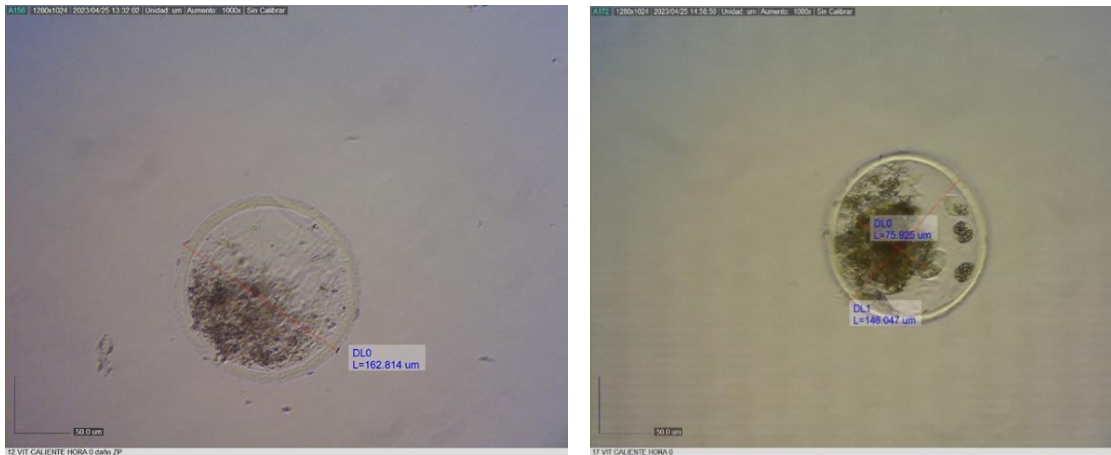 A156 1280x1024 2023/04/25 13:32:02 Unidad: um Aumento: 1000x Sin Calibrar
DL0
L=162.814 um
50.0 um
12 VIT CALIENTE HORA 0 daño ZP
A172 1280x1024 2023/04/25 14:58:50 Unidad: um Aumento: 1000x Sin Calibrar
DL0
L=75.925 um
DL1
L=146.047 um
50.0 um
17 VIT CALIENTE HORA 0